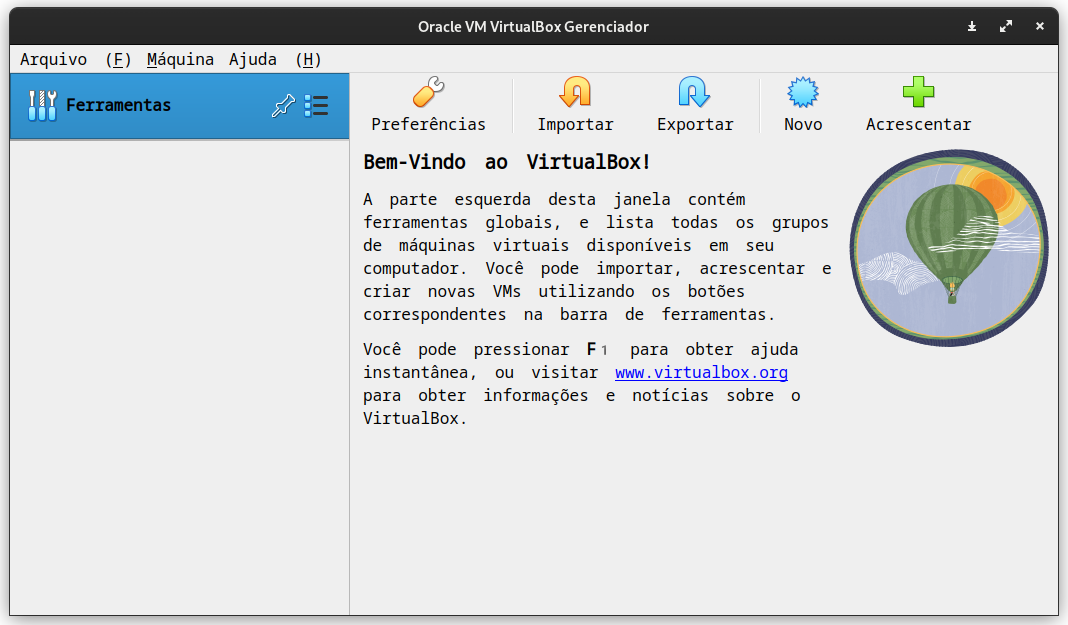 Oracle VM VirtualBox Gerenciador
Arquivo (F) Máquina Ajuda (H)
Ferramentas
Preferências Importar Exportar Novo Acrescentar
Bem-Vindo ao VirtualBox!
A parte esquerda desta janela contém
ferramentas globais, e lista todas os grupos
de máquinas virtuais disponíveis em seu
computador. Você pode importar, acrescentar e
criar novas VMs utilizando os botões
correspondentes na barra de ferramentas.
Você pode pressionar F1 para obter ajuda
instantânea, ou visitar www.virtualbox.org
para obter informações e notícias sobre o
VirtualBox.